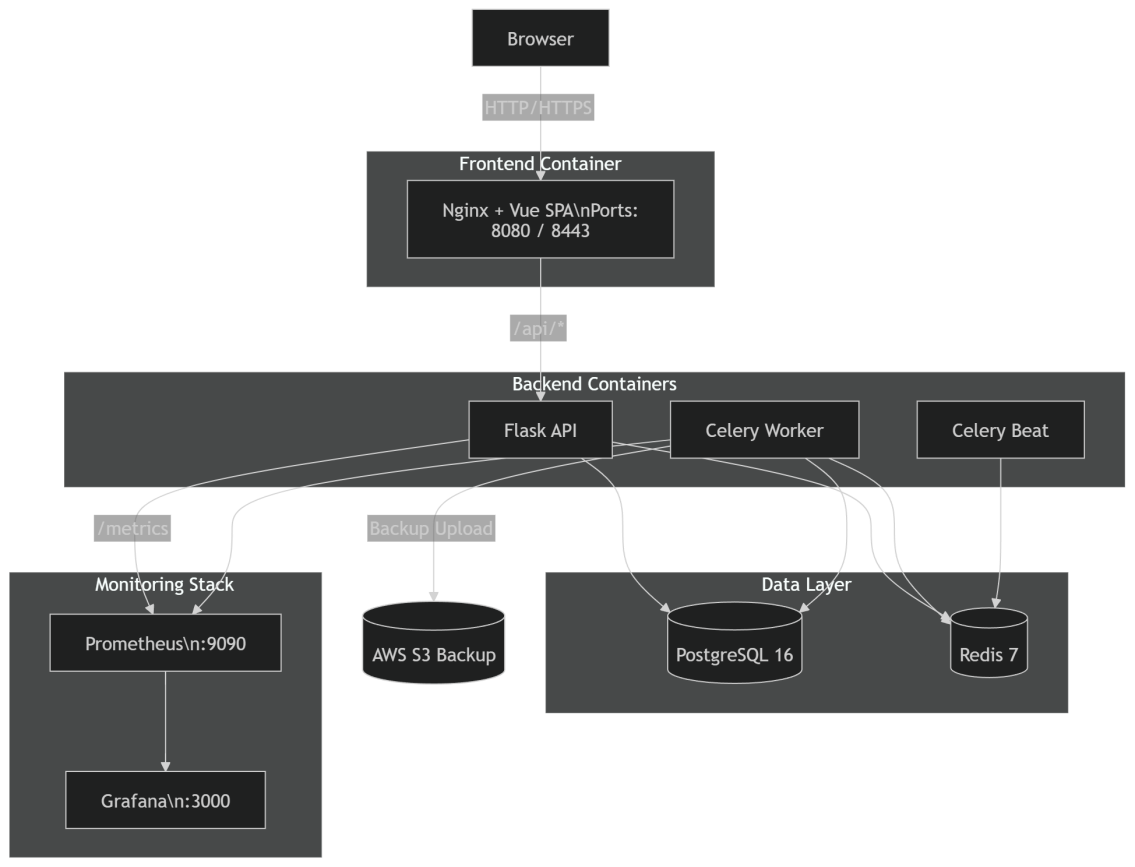 Browser
HTTP/HTTPS
Frontend Container
Nginx + Vue SPA\nPorts:
8080 / 8443
/api/*
Backend Containers
Flask API
Celery Worker
Celery Beat
/metrics
Backup Upload
Monitoring Stack
Data Layer
Prometheus\n:9090
AWS S3 Backup
PostgreSQL 16
Redis 7
Grafana\n:3000